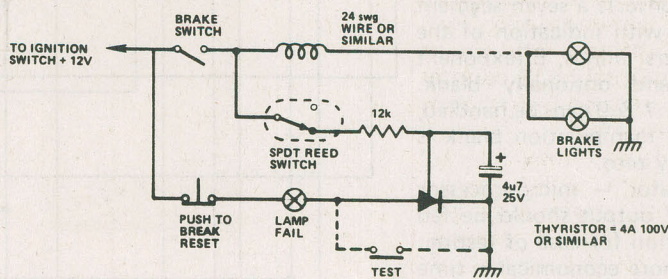 BRAKE
SWITCH
24 swg
WIRE OR
SIMILAR
TO IGNITION
SWITCH + 12V
12k
SPDT REED
SWITCH
BRAKE
LIGHTS
+
4u7
25V
PUSH TO
BREAK
RESET
LAMP
FAIL
THYRISTOR = 4A 100V
OR SIMILAR
TEST